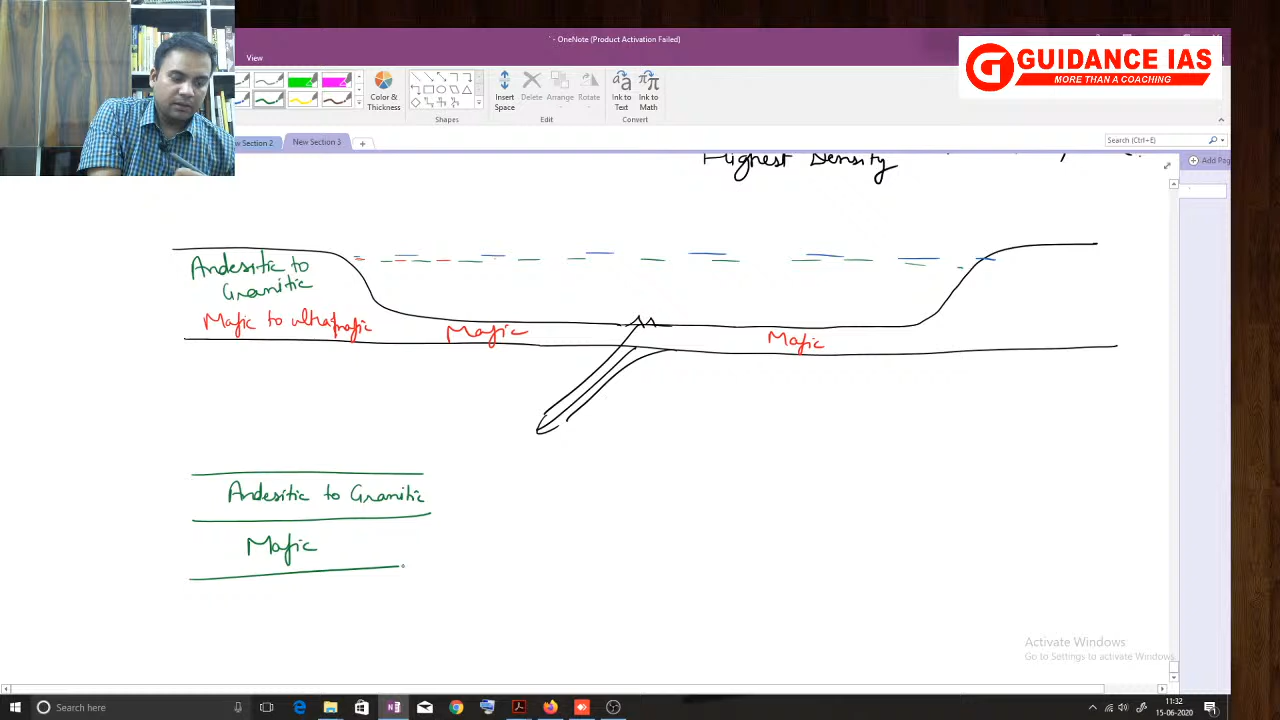 - OneNote (Product Activation Failed)
GUIDANCE IAS
MORE THAN A COACHING
View
Color &
Thickness
Insert
Space
Delete
Arrange
Rotate
Ink to
Text
Ink to
Math
Shapes
Edit
Convert
New Section 3
Search (Ctrl+E)
Add Pag
Highest Density
Andesitic to
Granitic
Mafic to ultramafic
Mafic
Mafic
Andesitic to Granitic
Mafic
Activate Windows
Go to Settings to activate Windows
Search here
11:32
15-06-2020